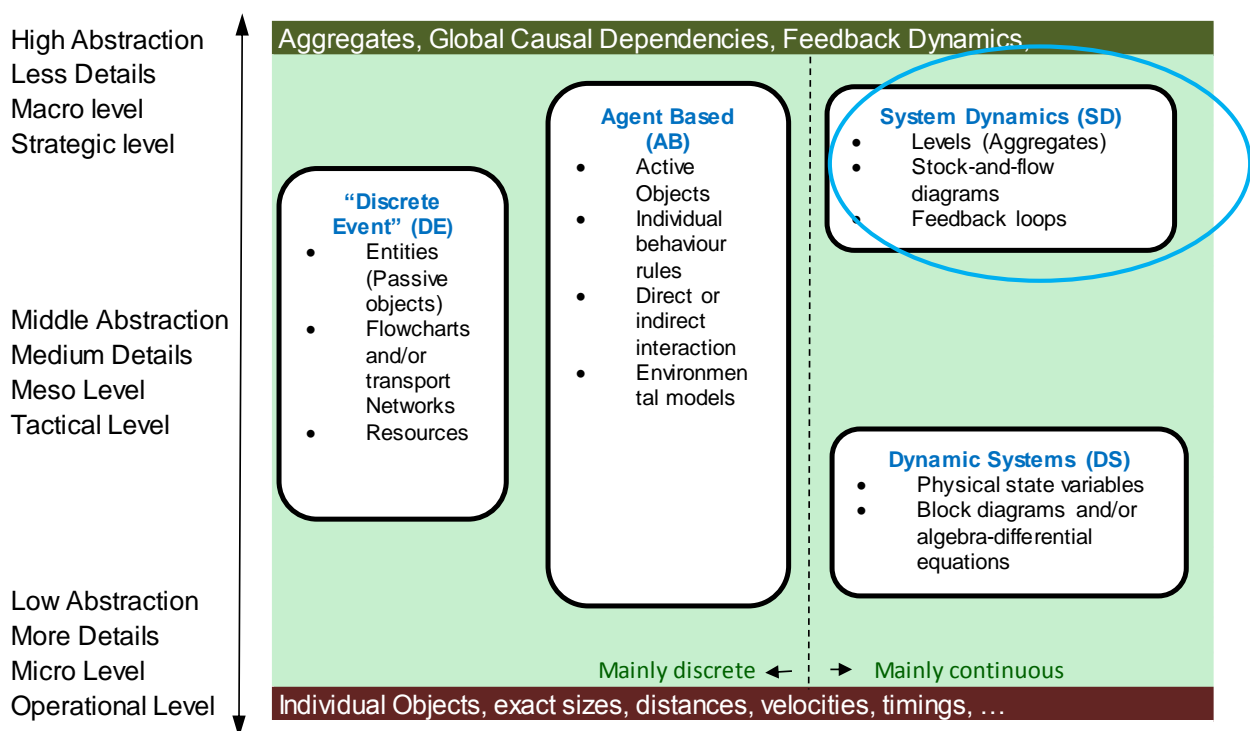 High Abstraction
Less Details
Macro level
Strategic level
Middle Abstraction
Medium Details
Meso Level
Tactical Level
Low Abstraction
More Details
Micro Level
Operational Level
Aggregates, Global Causal Dependencies, Feedback Dynamics,
“Discrete
Event” (DE)
• Entities
(Passive
objects)
• Flowcharts
and/or
transport
Networks
• Resources
Agent Based
(AB)
• Active
Objects
• Individual
behaviour
rules
• Direct or
indirect
interaction
• Environmen
tal models
System Dynamics (SD)
• Levels (Aggregates)
• Stock-and-flow
diagrams
• Feedback loops
Dynamic Systems (DS)
• Physical state variables
• Block diagrams and/or
algebra-differential
equations
Mainly discrete
Mainly continuous
Individual Objects, exact sizes, distances, velocities, timings, …